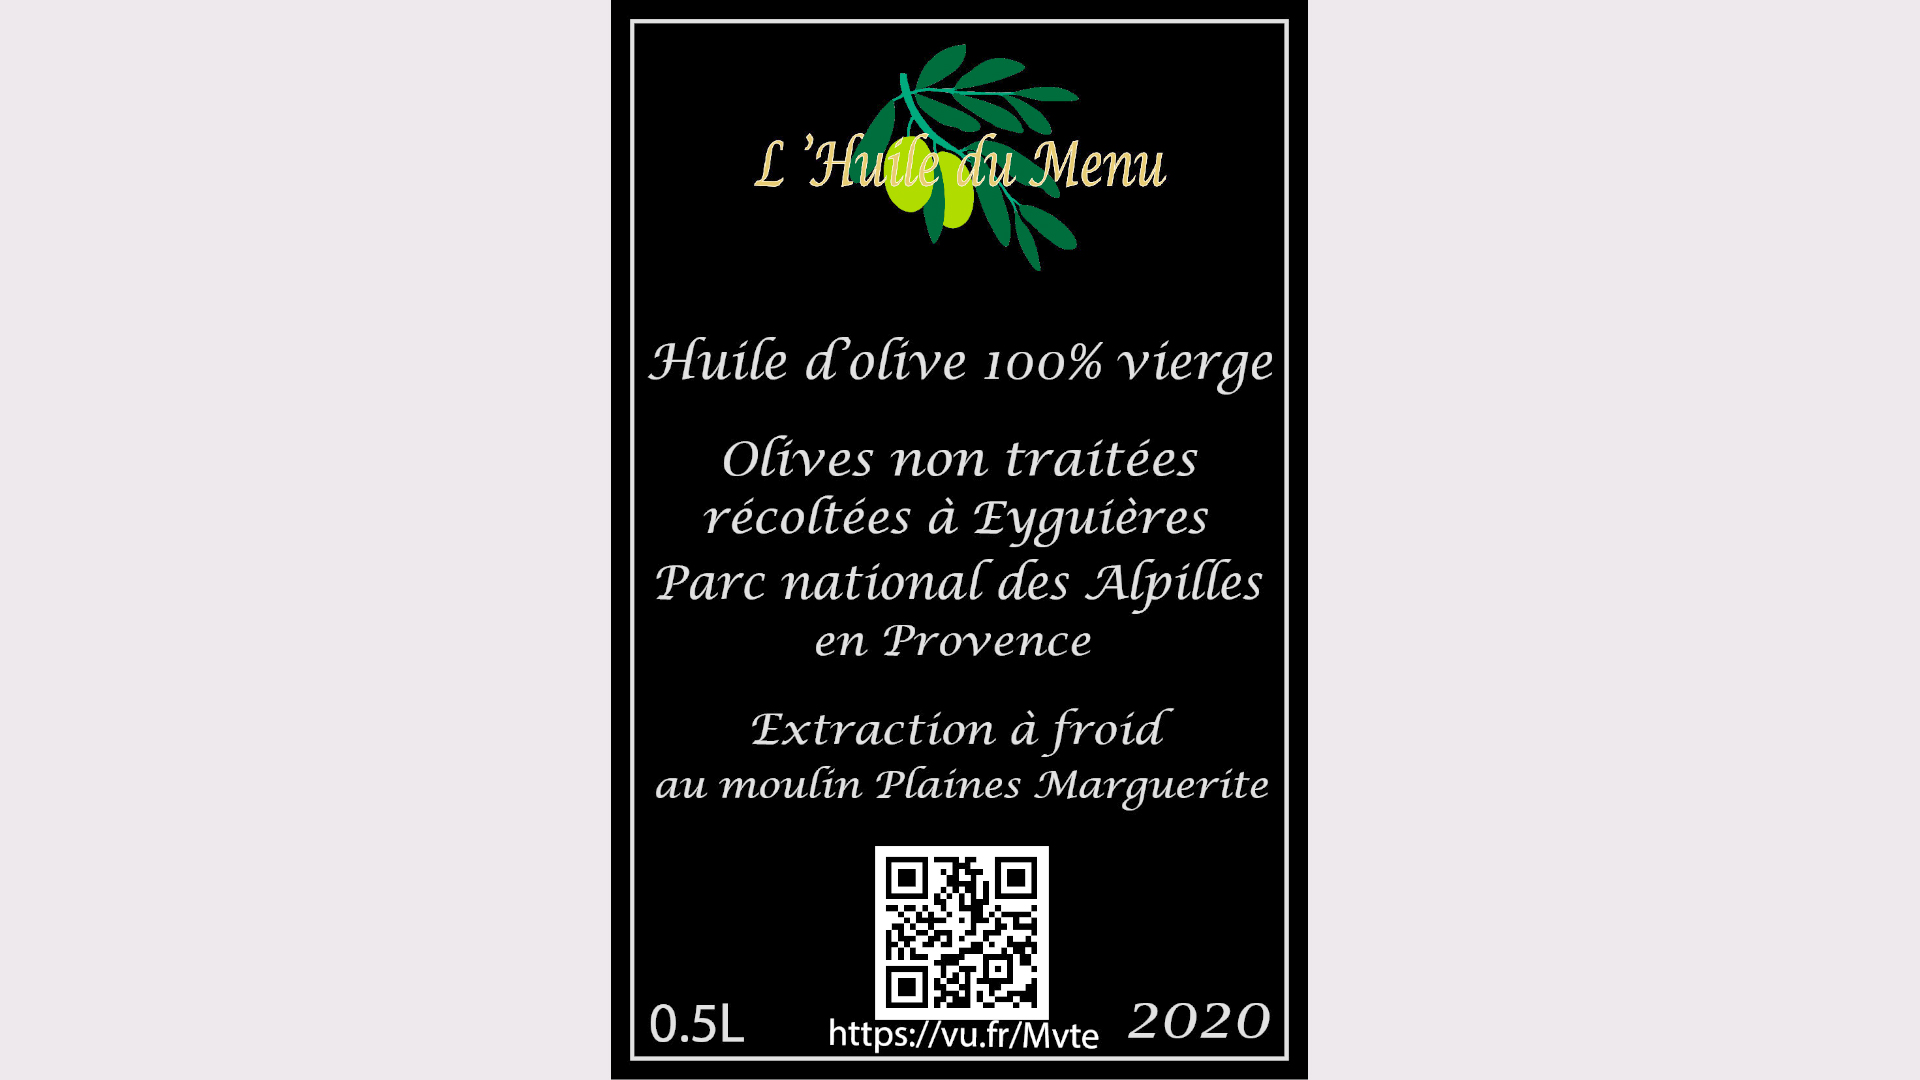 L 'Huile du Menu
Huile d'olive 100% vierge
Olives non traitées
récoltées à Eyguières
Parc national des Alpilles
en Provence
Extraction à froid
au moulin Plaines Marguerite
0.5L
https://vu.fr/Mvte
2020